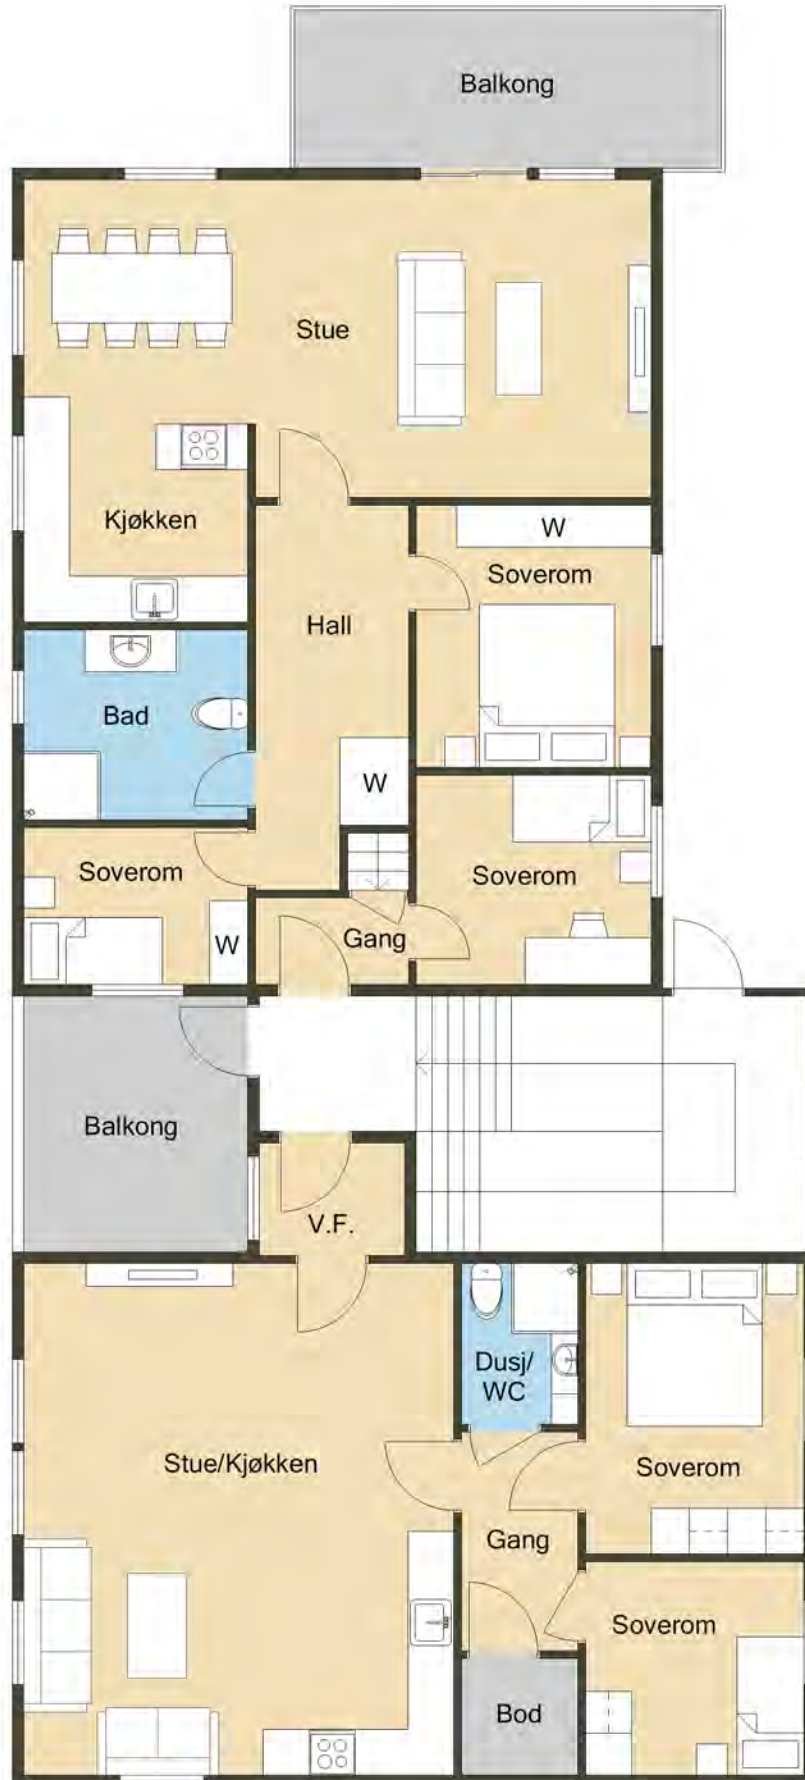 Balkong
Stue
Kjøkken
W
Soverom
Hall
Bad
W
Soverom
Soverom
W
Gang
Balkong
V.F.
Dusj/
WC
Stue/Kjøkken
Soverom
Gang
Soverom
Bod